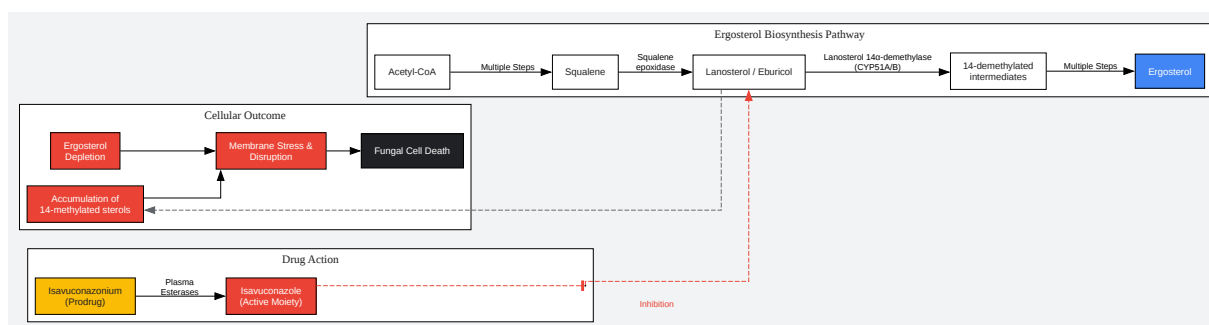 Ergosterol Biosynthesis Pathway
Acetyl-CoA
Multiple Steps
Squalene
Squalene
epoxidase
Lanosterol / Eburicol
Lanosterol 14α-demethylase
(CYP51A/B)
14-demethylated
intermediates
Multiple Steps
Ergosterol
Cellular Outcome
Ergosterol
Depletion
Membrane Stress &
Disruption
Fungal Cell Death
Accumulation of
14-methylated sterols
Drug Action
Isavuconazonium
(Prodrug)
Plasma
Esterases
Isavuconazole
(Active Moiety)
Inhibition